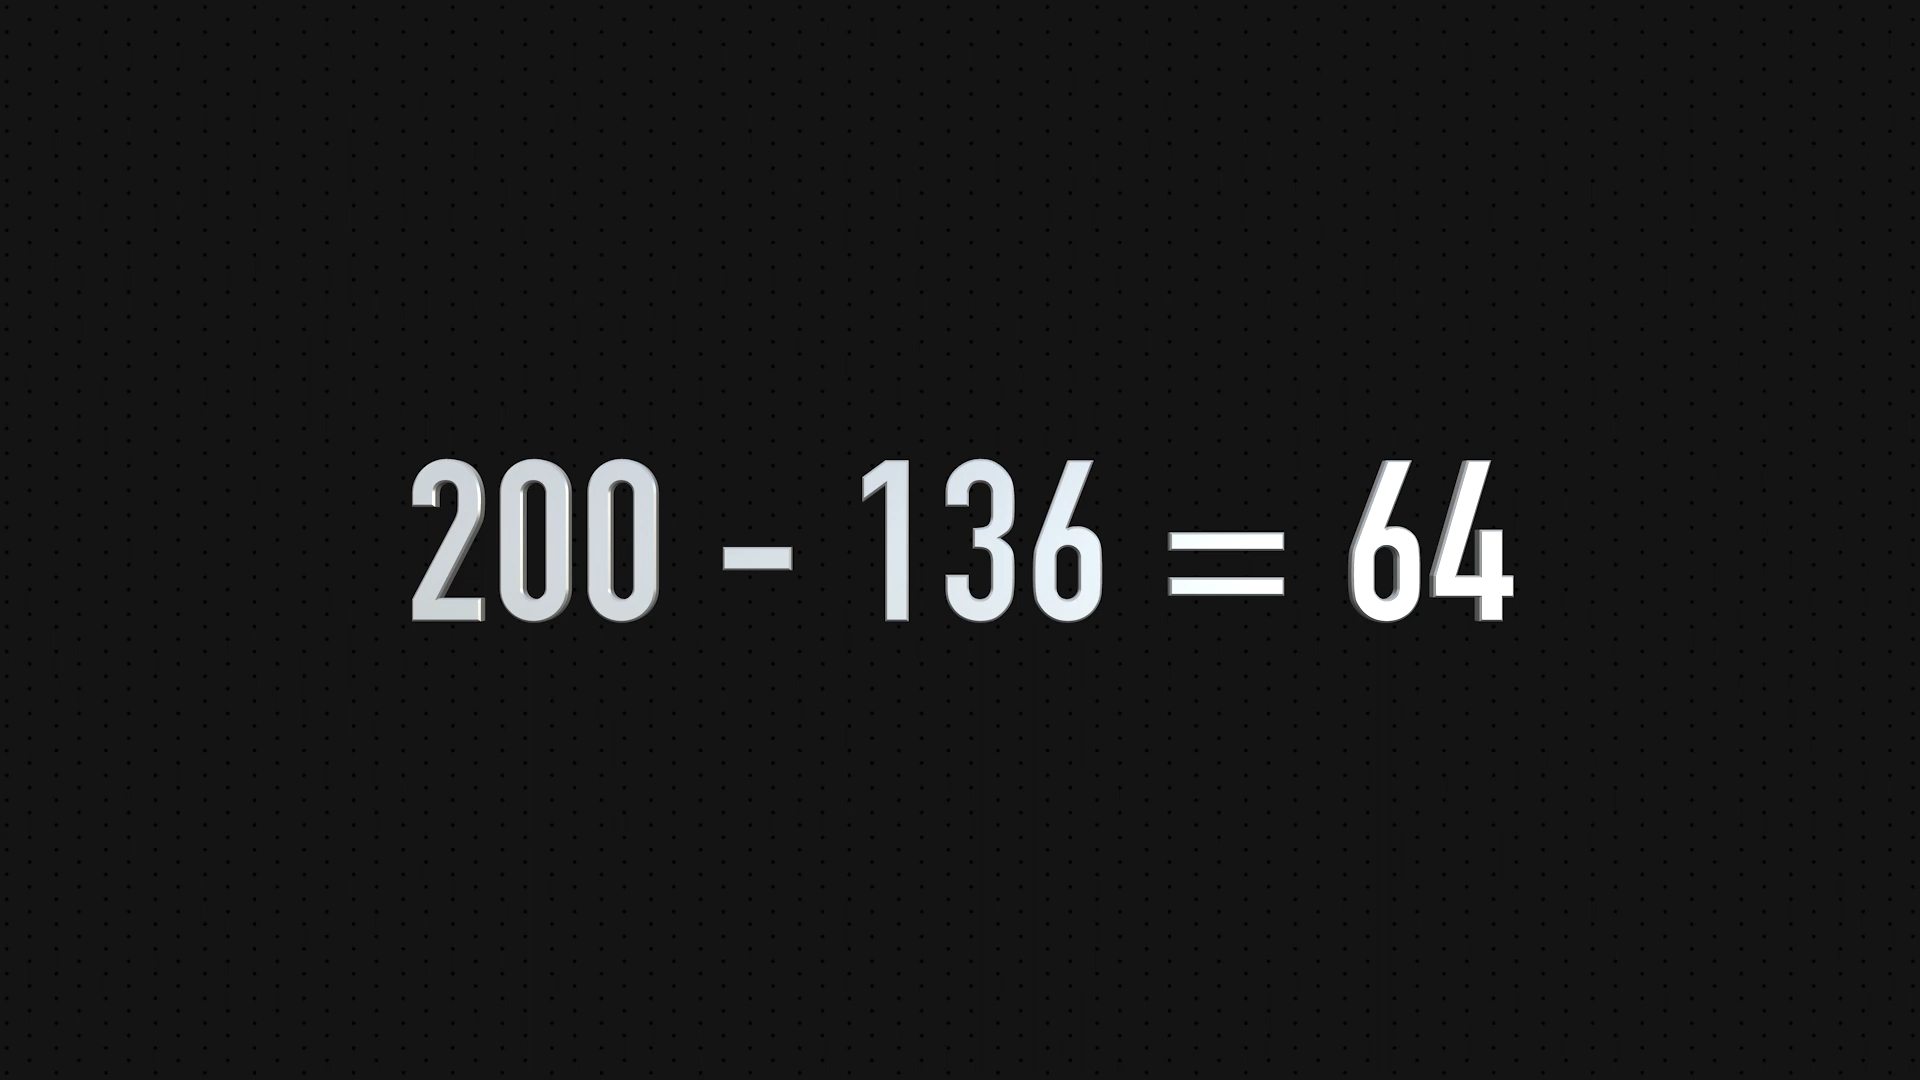 200 – 136 = 64